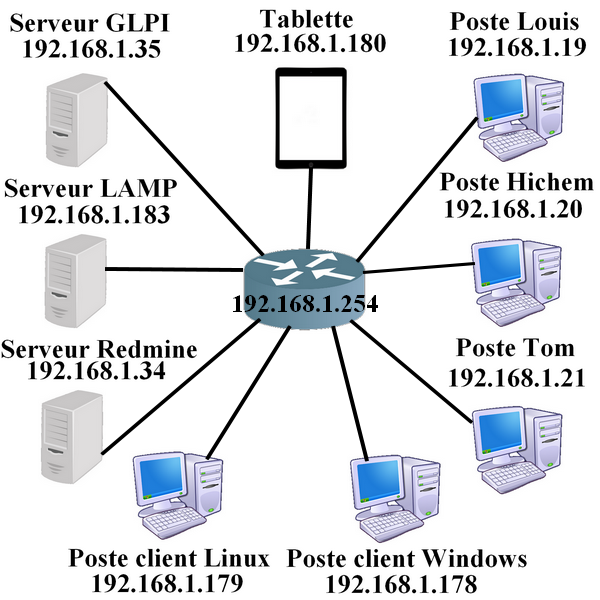 Serveur GLPI
192.168.1.35
Tablette
192.168.1.180
Poste Louis
192.168.1.19
Serveur LAMP
192.168.1.183
Poste Hichem
192.168.1.20
192.168.1.254
Serveur Redmine
192.168.1.34
Poste Tom
192.168.1.21
Poste client Linux
192.168.1.179
Poste client Windows
192.168.1.178